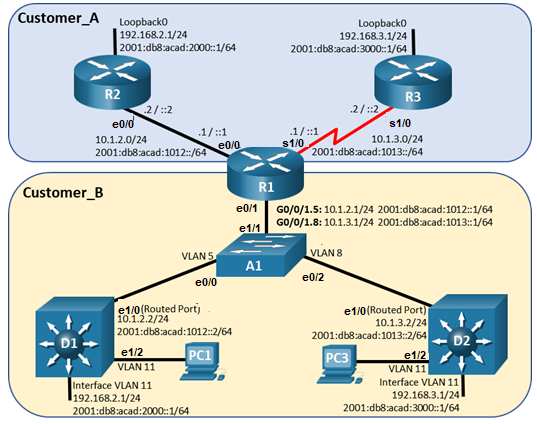 Customer_A
Loopback0
192.168.2.1/24
2001:db8:acad:2000::1/64
Loopback0
192.168.3.1/24
2001:db8:acad:3000::1/64
R2
R3
.2 / ::2
.2 / ::2
e0/0
s1/0
.1 / ::1
.1 / ::1
e0/0
s1/0
10.1.2.0/24
2001:db8:acad:1012::/64
10.1.3.0/24
2001:db8:acad:1013::/64
R1
Customer_B
e0/1
G0/0/1.5: 10.1.2.1/24 2001:db8:acad:1012::1/64
G0/0/1.8: 10.1.3.1/24 2001:db8:acad:1013::1/64
e1/1
VLAN 5
A1
VLAN 8
e0/0
e0/2
e1/0(Routed Port)
10.1.2.2/24
2001:db8:acad:1012::2/64
e1/0(Routed Port)
10.1.3.2/24
2001:db8:acad:1013::2/64
D1
D2
e1/2
PC1
VLAN 11
PC3
e1/2
VLAN 11
Interface VLAN 11
192.168.2.1/24
2001:db8:acad:2000::1/64
Interface VLAN 11
192.168.3.1/24
2001:db8:acad:3000::1/64